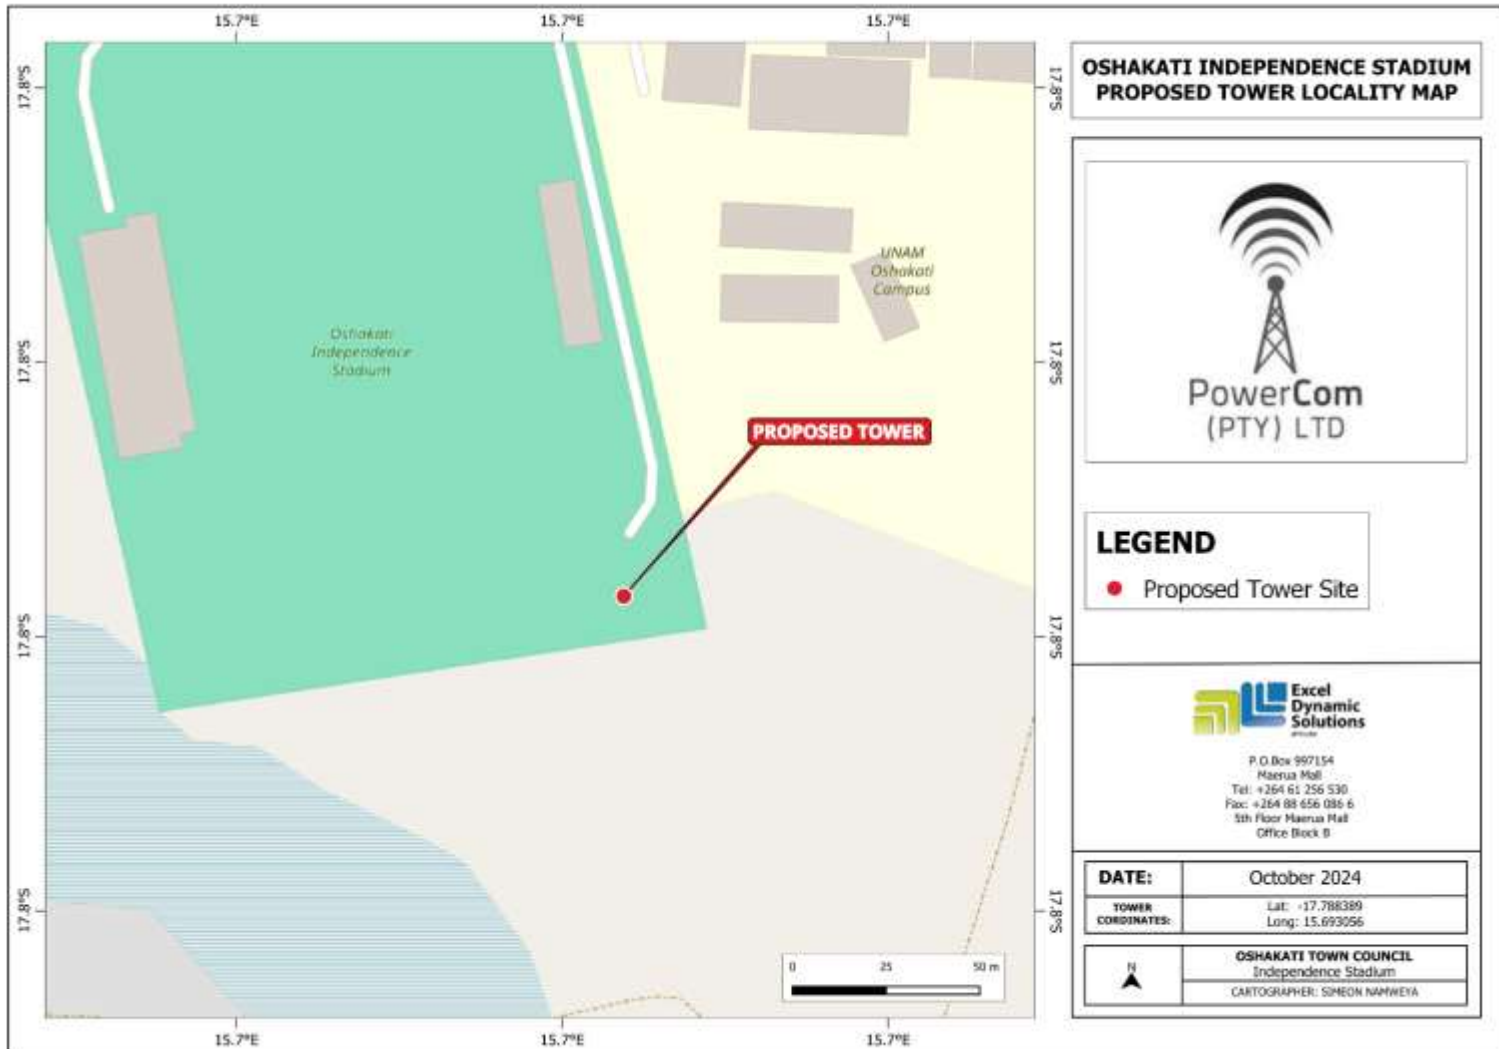 15.7°E
15.7°E
15.7°E
17.8°S
17.8°S
17.8°S
17.8°S
17.8°S
17.8°S
17.8°S
17.8°S
Oshakati
Independence
Stadium
UNAM
Oshakati
Campus
PROPOSED TOWER
0 25 50 m
15.7°E
15.7°E
15.7°E
OSHAKATI INDEPENDENCE STADIUM
PROPOSED TOWER LOCALITY MAP
PowerCom
(PTY) LTD
LEGEND
Proposed Tower Site
Excel
Dynamic
Solutions
P.O.Box 997154
Maerua Mall
Tel: +264 61 256 530
Fax: +264 88 656 086 6
5th Floor Maerua Mall
Office Block B
DATE: October 2024
TOWER
CORDINATES:
Lat: -17.788389
Long: 15.693056
N
OSHAKATI TOWN COUNCIL
Independence Stadium
CARTOGRAPHER: SIMEON NAMWEYA